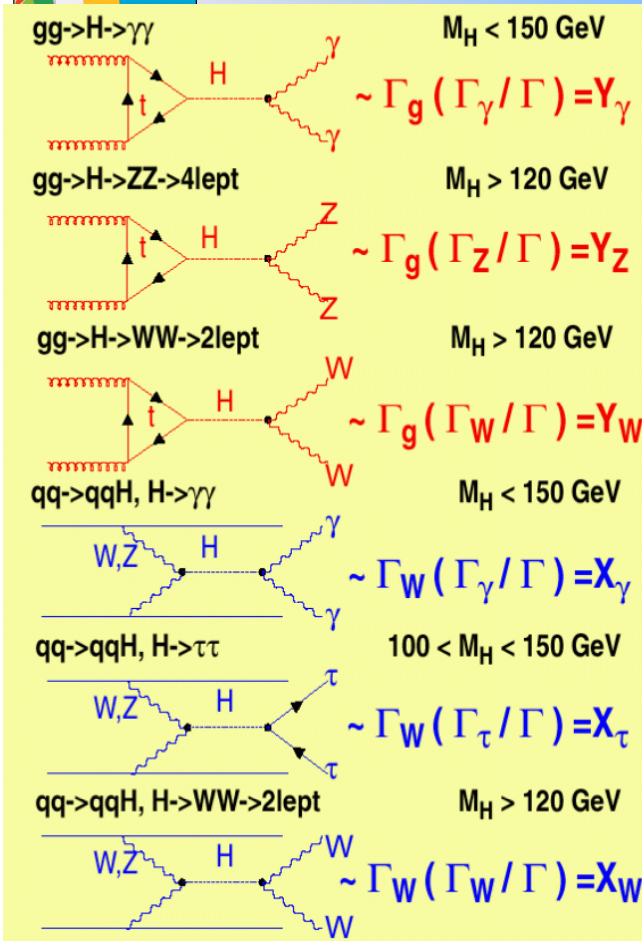 gg->H->γγ M_H < 150 GeV
t H γ γ ~ Γ_g (Γ_γ / Γ) =Y_γ
gg->H->ZZ->4lept M_H > 120 GeV
t H Z Z ~ Γ_g (Γ_Z / Γ) =Y_Z
gg->H->WW->2lept M_H > 120 GeV
t H W W ~ Γ_g (Γ_W / Γ) =Y_W
qq->qqH, H->γγ M_H < 150 GeV
W,Z H γ γ ~ Γ_W (Γ_γ / Γ) =X_γ
qq->qqH, H->ττ 100 < M_H < 150 GeV
W,Z H τ τ ~ Γ_W (Γ_τ / Γ) =X_τ
qq->qqH, H->WW->2lept M_H > 120 GeV
W,Z H W W ~ Γ_W (Γ_W / Γ) =X_W